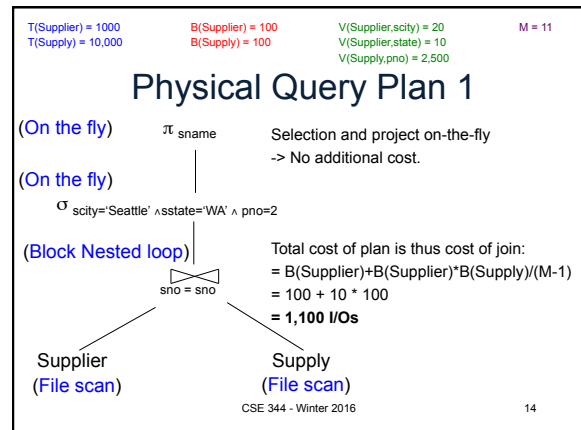 T(Supplier) = 1000 B(Supplier) = 100 V(Supplier,scity) = 20 M = 11
T(Supply) = 10,000 B(Supply) = 100 V(Supplier,state) = 10
V(Supply,pno) = 2,500
Physical Query Plan 1
(On the fly) π sname
Selection and project on-the-fly
-> No additional cost.
(On the fly)
σ scity='Seattle' ∧sstate='WA' ∧ pno=2
(Block Nested loop)
sno = sno
Total cost of plan is thus cost of join:
= B(Supplier)+B(Supplier)*B(Supply)/(M-1)
= 100 + 10 * 100
= 1,100 I/Os
Supplier Supply
(File scan) (File scan)
CSE 344 - Winter 2016 14